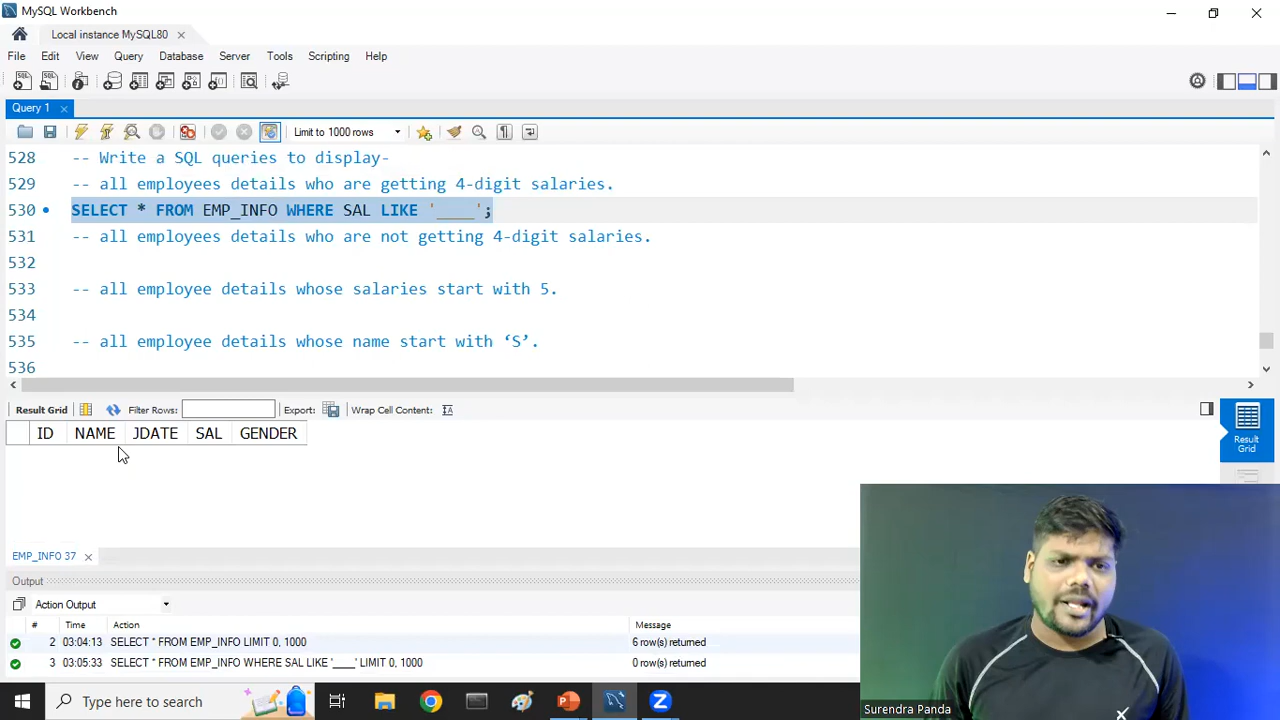 MySQL Workbench
Local instance MySQL80
File Edit View Query Database Server Tools Scripting Help
Query 1
Limit to 1000 rows
528 -- Write a SQL queries to display-
529 -- all employees details who are getting 4-digit salaries.
530 SELECT * FROM EMP_INFO WHERE SAL LIKE '____';
531 -- all employees details who are not getting 4-digit salaries.
532
533 -- all employee details whose salaries start with 5.
534
535 -- all employee details whose name start with ‘S’.
536
Result Grid Filter Rows: Export: Wrap Cell Content:
ID NAME JDATE SAL GENDER
Result Grid
EMP_INFO 37
Output
Action Output
# Time Action Message
2 03:04:13 SELECT * FROM EMP_INFO LIMIT 0, 1000 6 row(s) returned
3 03:05:33 SELECT * FROM EMP_INFO WHERE SAL LIKE '____' LIMIT 0, 1000 0 row(s) returned
Type here to search
Surendra Panda